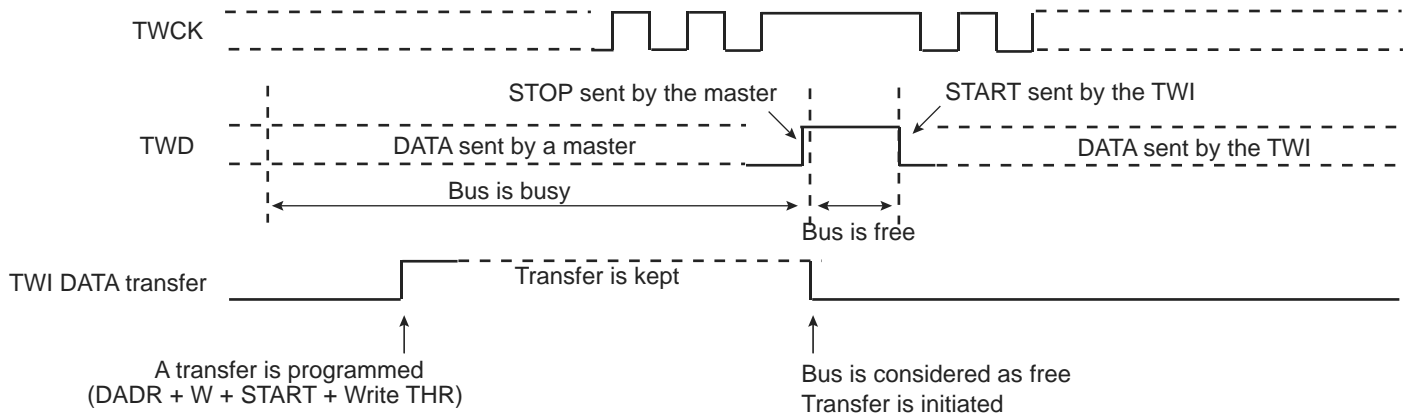 TWCK
STOP sent by the master
START sent by the TWI
TWD
DATA sent by a master
DATA sent by the TWI
Bus is busy
Bus is free
TWI DATA transfer
Transfer is kept
A transfer is programmed
(DADR + W + START + Write THR)
Bus is considered as free
Transfer is initiated